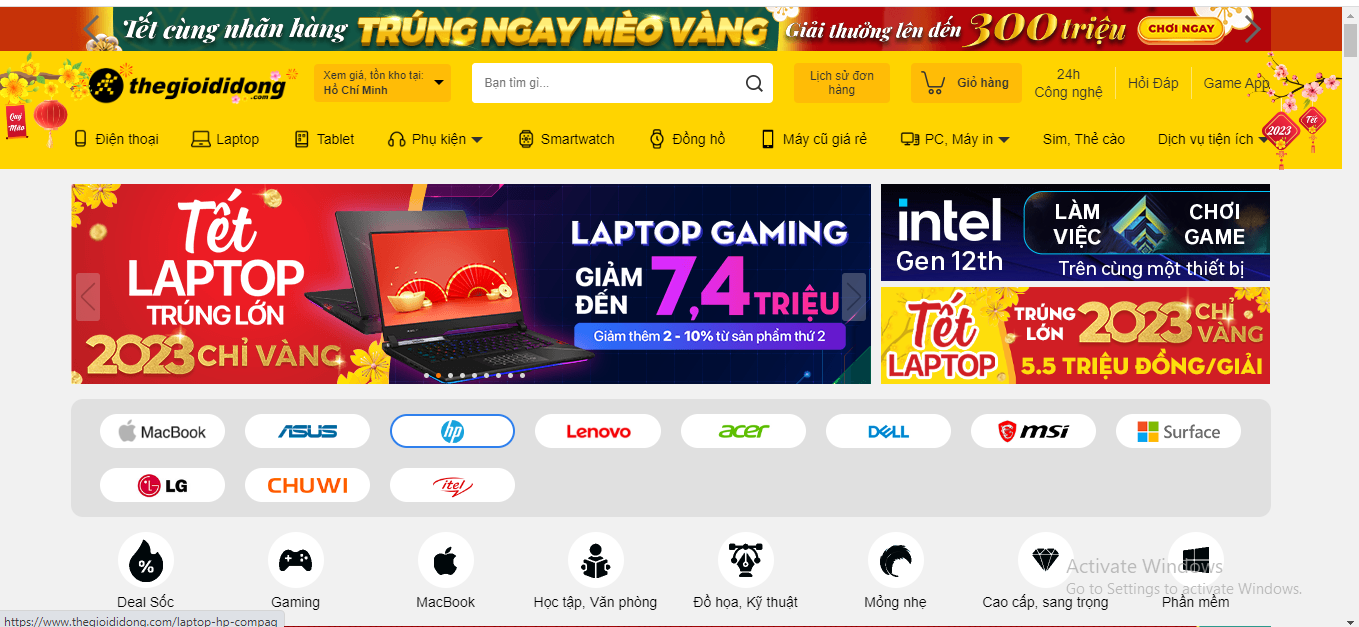 Tết cùng nhãn hàng TRÚNG NGAY MÈO VÀNG Giải thưởng lên đến 300 triệu CHƠI NGAY
thegioididong.com
Xem giá, tồn kho tại:
Hồ Chí Minh
Bạn tìm gì...
Lịch sử đơn
hàng
Giỏ hàng
24h
Công nghệ
Hỏi Đáp
Game App
Quý
Mão
2023
Tết
Điện thoại Laptop Tablet Phụ kiện Smartwatch Đồng hồ Máy cũ giá rẻ PC, Máy in Sim, Thẻ cào Dịch vụ tiện ích
Tết
LAPTOP
TRÚNG LỚN
2023 CHỈ VÀNG
LAPTOP GAMING
GIẢM
ĐẾN
7,4 TRIỆU
Giảm thêm 2 - 10% từ sản phẩm thứ 2
intel
Gen 12th
LÀM
VIỆC
CHƠI
GAME
Trên cùng một thiết bị
Tết
LAPTOP
TRÚNG
LỚN
2023 CHỈ
VÀNG
5.5 TRIỆU ĐỒNG/GIẢI
MacBook ASUS hp Lenovo acer DELL msi Surface
LG CHUWI itel
%
Deal Sốc Gaming MacBook Học tập, Văn phòng Đồ họa, Kỹ thuật Mỏng nhẹ Cao cấp, sang trọng Phần mềm
Activate Windows
Go to Settings to activate Windows.
https://www.thegioididong.com/laptop-hp-compaq